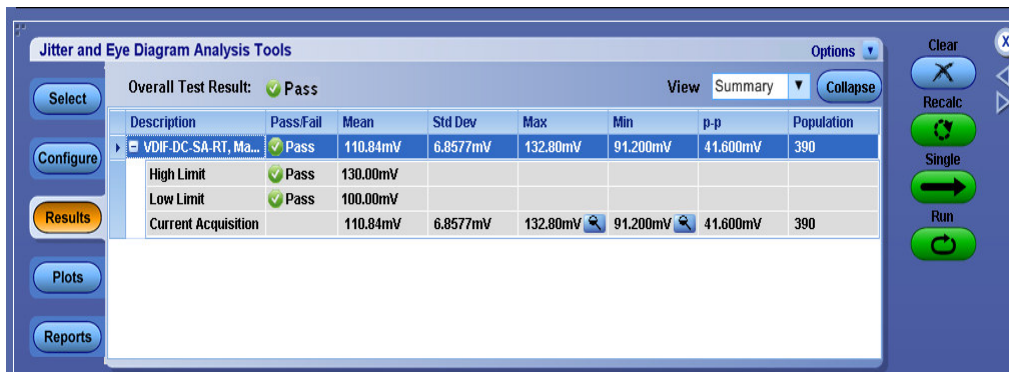 Jitter and Eye Diagram Analysis Tools
Options
Clear
X
Overall Test Result: Pass
View Summary
Collapse
Select
Configure
Results
Plots
Reports
Recalc
Single
Run
Description Pass/Fail Mean Std Dev Max Min p-p Population
VDIF-DC-SA-RT, Ma... Pass 110.84mV 6.8577mV 132.80mV 91.200mV 41.600mV 390
High Limit Pass 130.00mV
Low Limit Pass 100.00mV
Current Acquisition 110.84mV 6.8577mV 132.80mV 91.200mV 41.600mV 390